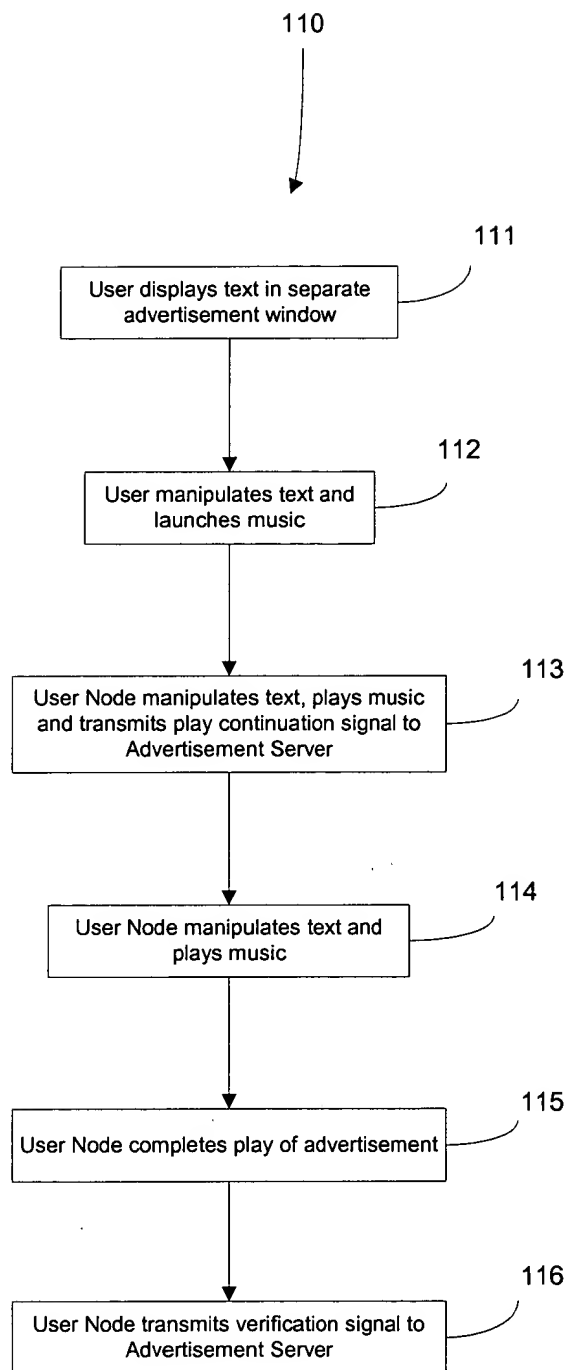 110
111
User displays text in separate
advertisement window
112
User manipulates text and
launches music
113
User Node manipulates text, plays music
and transmits play continuation signal to
Advertisement Server
114
User Node manipulates text and
plays music
115
User Node completes play of advertisement
116
User Node transmits verification signal to
Advertisement Server